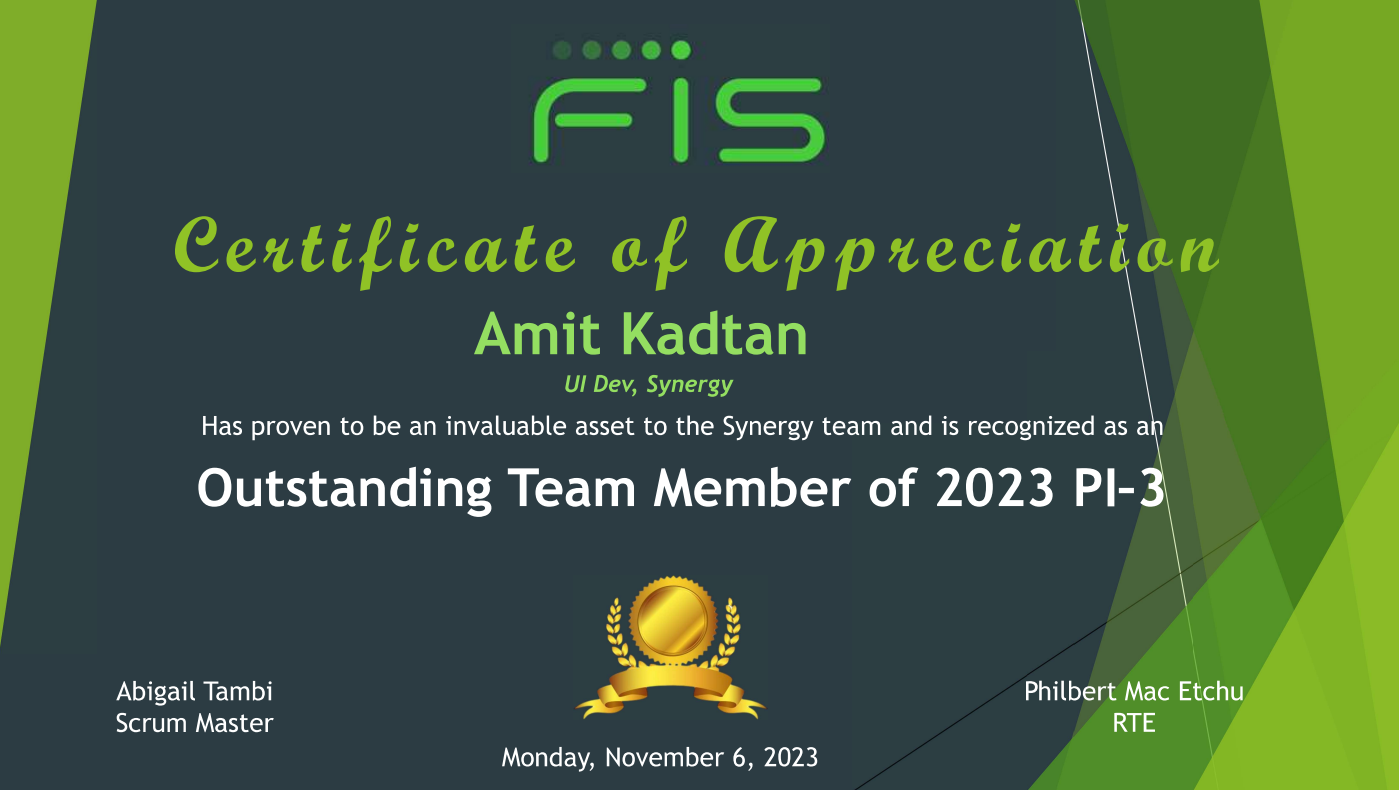 FIS
Certificate of Appreciation
Amit Kadtan
UI Dev, Synergy
Has proven to be an invaluable asset to the Synergy team and is recognized as an
Outstanding Team Member of 2023 PI-3
Abigail Tambi
Scrum Master
Philbert Mac Etchu
RTE
Monday, November 6, 2023